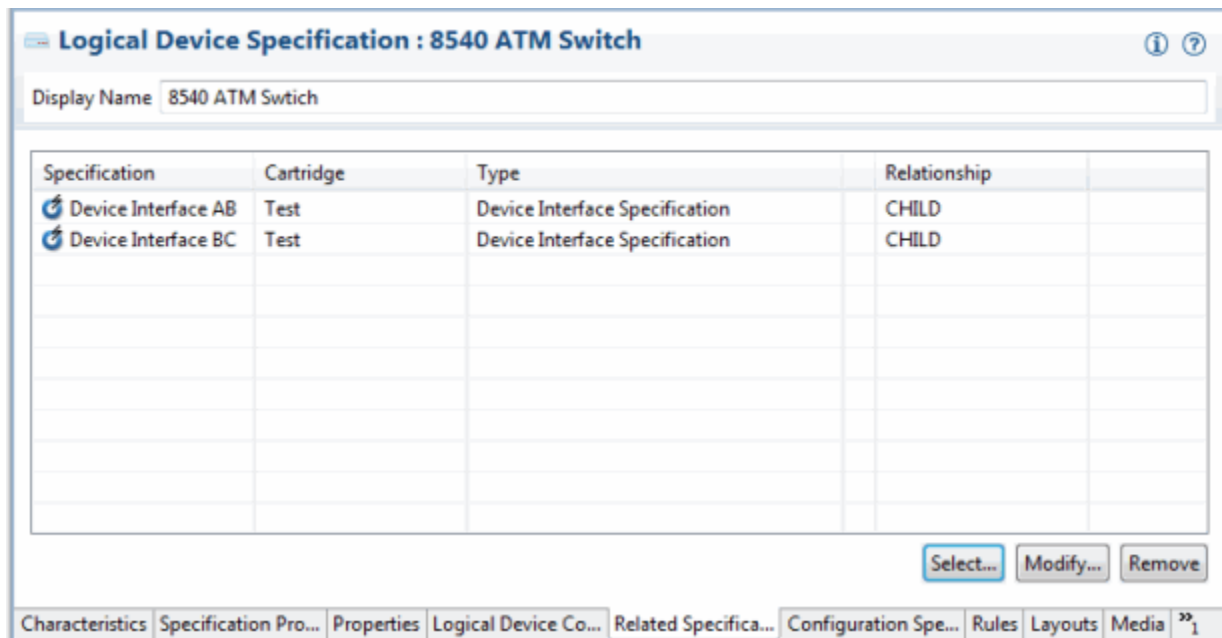 Logical Device Specification : 8540 ATM Switch
Display Name 8540 ATM Swtich
Specification Cartridge Type Relationship
Device Interface AB Test Device Interface Specification CHILD
Device Interface BC Test Device Interface Specification CHILD
Select... Modify... Remove
Characteristics Specification Pro... Properties Logical Device Co... Related Specifica... Configuration Spe... Rules Layouts Media »1